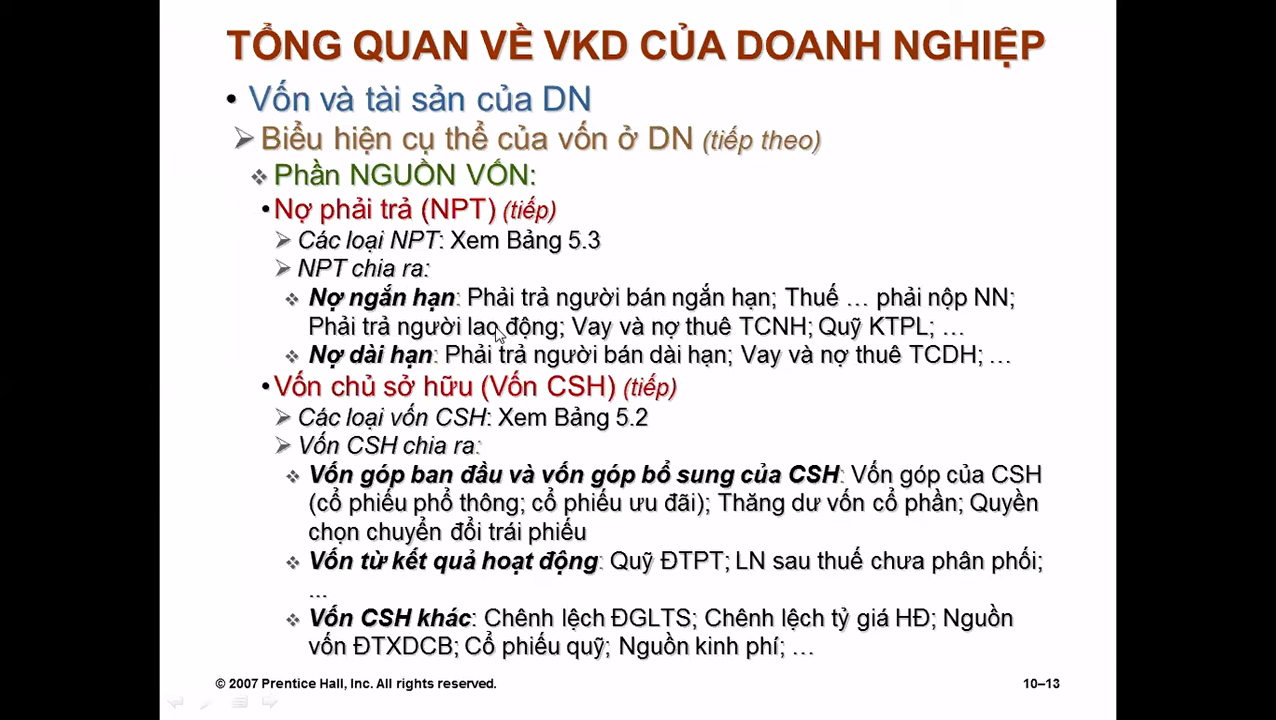 TỔNG QUAN VỀ VKD CỦA DOANH NGHIỆP
• Vốn và tài sản của DN
➢ Biểu hiện cụ thể của vốn ở DN (tiếp theo)
❖ Phần NGUỒN VỐN:
• Nợ phải trả (NPT) (tiếp)
➢ Các loại NPT: Xem Bảng 5.3
➢ NPT chia ra:
❖ Nợ ngắn hạn: Phải trả người bán ngắn hạn; Thuế … phải nộp NN;
Phải trả người lao động; Vay và nợ thuê TCNH; Quỹ KTPL; …
❖ Nợ dài hạn: Phải trả người bán dài hạn; Vay và nợ thuê TCDH; …
• Vốn chủ sở hữu (Vốn CSH) (tiếp)
➢ Các loại vốn CSH: Xem Bảng 5.2
➢ Vốn CSH chia ra:
❖ Vốn góp ban đầu và vốn góp bổ sung của CSH: Vốn góp của CSH
(cổ phiếu phổ thông; cổ phiếu ưu đãi); Thăng dư vốn cổ phần; Quyền
chọn chuyển đổi trái phiếu
❖ Vốn từ kết quả hoạt động: Quỹ ĐTPT; LN sau thuế chưa phân phối;
...
❖ Vốn CSH khác: Chênh lệch ĐGLTS; Chênh lệch tỷ giá HĐ; Nguồn
vốn ĐTXDCB; Cổ phiếu quỹ; Nguồn kinh phí; …
© 2007 Prentice Hall, Inc. All rights reserved.
10–13